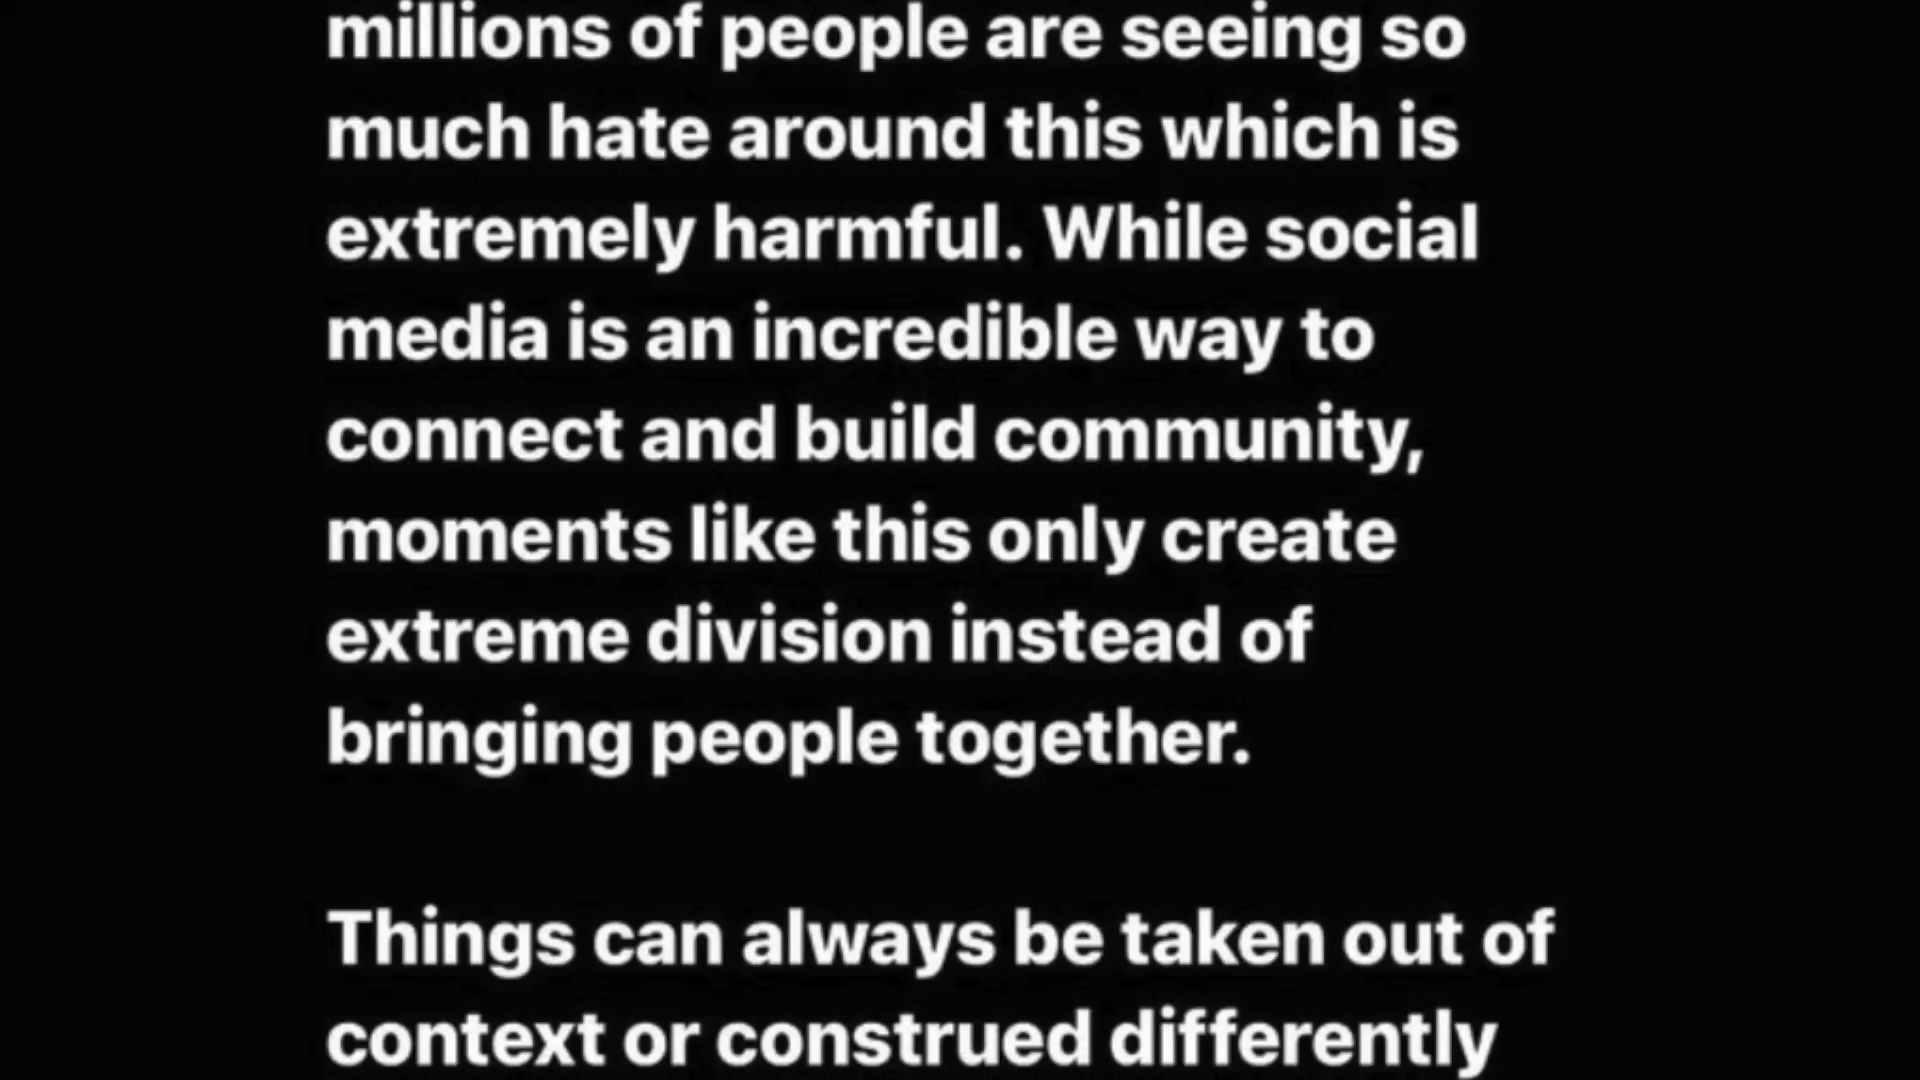 millions of people are seeing so
much hate around this which is
extremely harmful. While social
media is an incredible way to
connect and build community,
moments like this only create
extreme division instead of
bringing people together.
Things can always be taken out of
context or construed differently